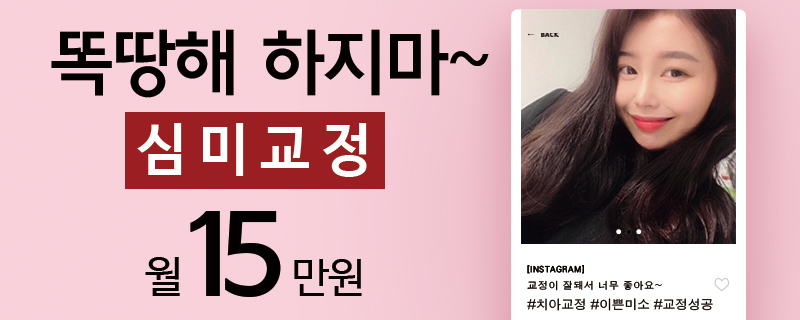 똑땅해 하지마~
심미교정
월 15 만원
← BACK
[INSTAGRAM]
교정이 잘돼서 너무 좋아요~
#치아교정 #이쁜미소 #교정성공